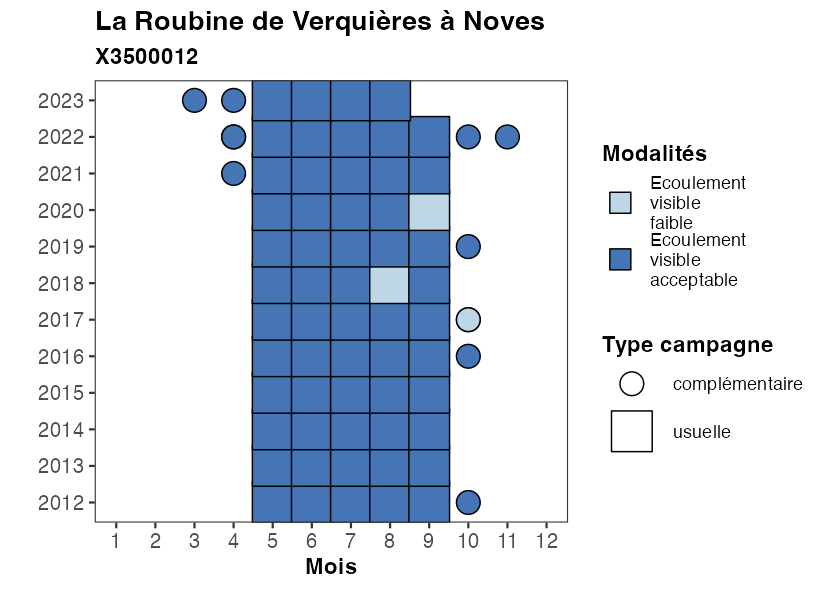 La Roubine de Verquières à Noves
X3500012
2023
2022
2021
2020
2019
2018
2017
2016
2015
2014
2013
2012
1 2 3 4 5 6 7 8 9 10 11 12
Mois
Modalités
Ecoulement
visible
faible
Ecoulement
visible
acceptable
Type campagne
complémentaire
usuelle